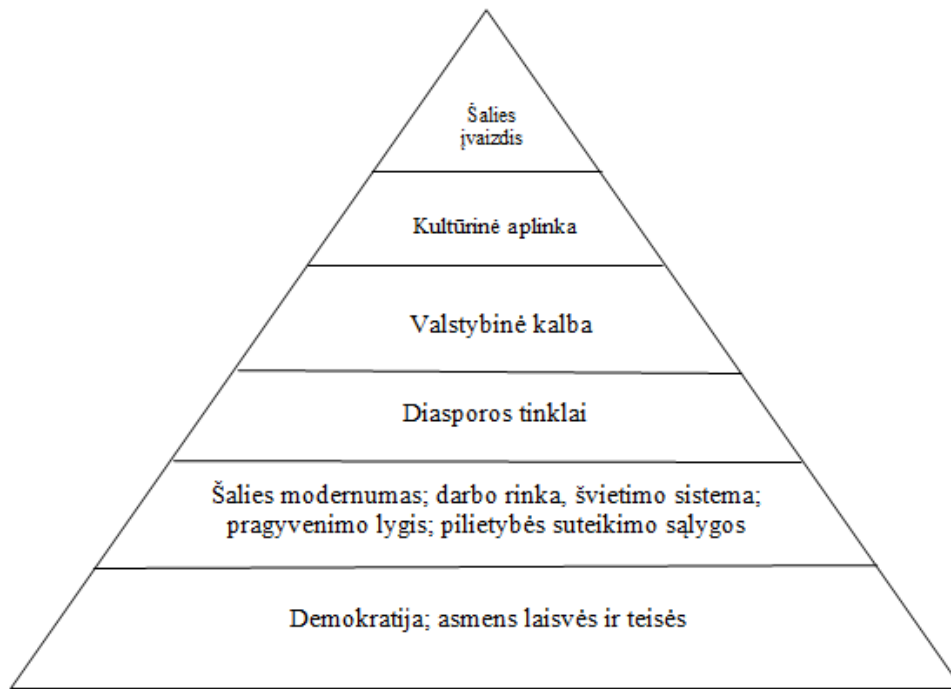 Šalies
įvaizdis
Kultūrinė aplinka
Valstybinė kalba
Diasporos tinklai
Šalies modernumas; darbo rinka, švietimo sistema;
pragyvenimo lygis; pilietybės suteikimo sąlygos
Demokratija; asmens laisvės ir teisės